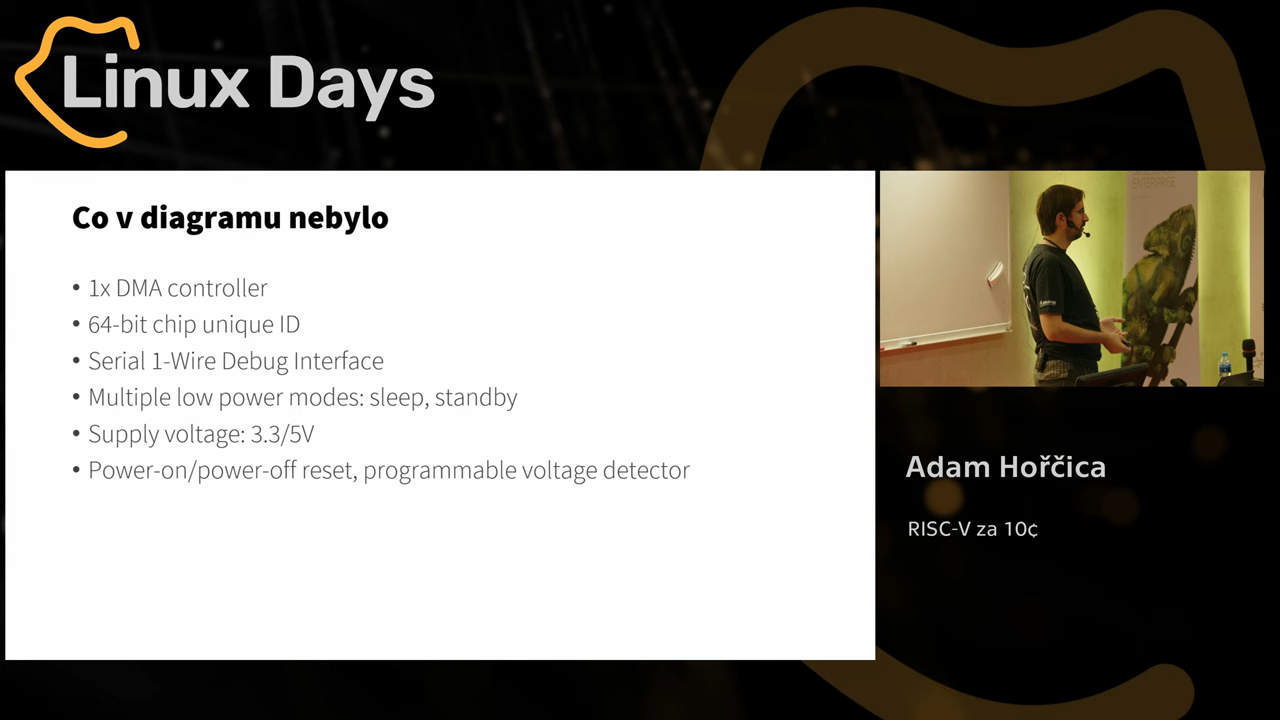 Linux Days
Co v diagramu nebylo
• 1x DMA controller
• 64-bit chip unique ID
• Serial 1-Wire Debug Interface
• Multiple low power modes: sleep, standby
• Supply voltage: 3.3/5V
• Power-on/power-off reset, programmable voltage detector
ENTERPRISE
Adam Hořčica
RISC-V za 10¢